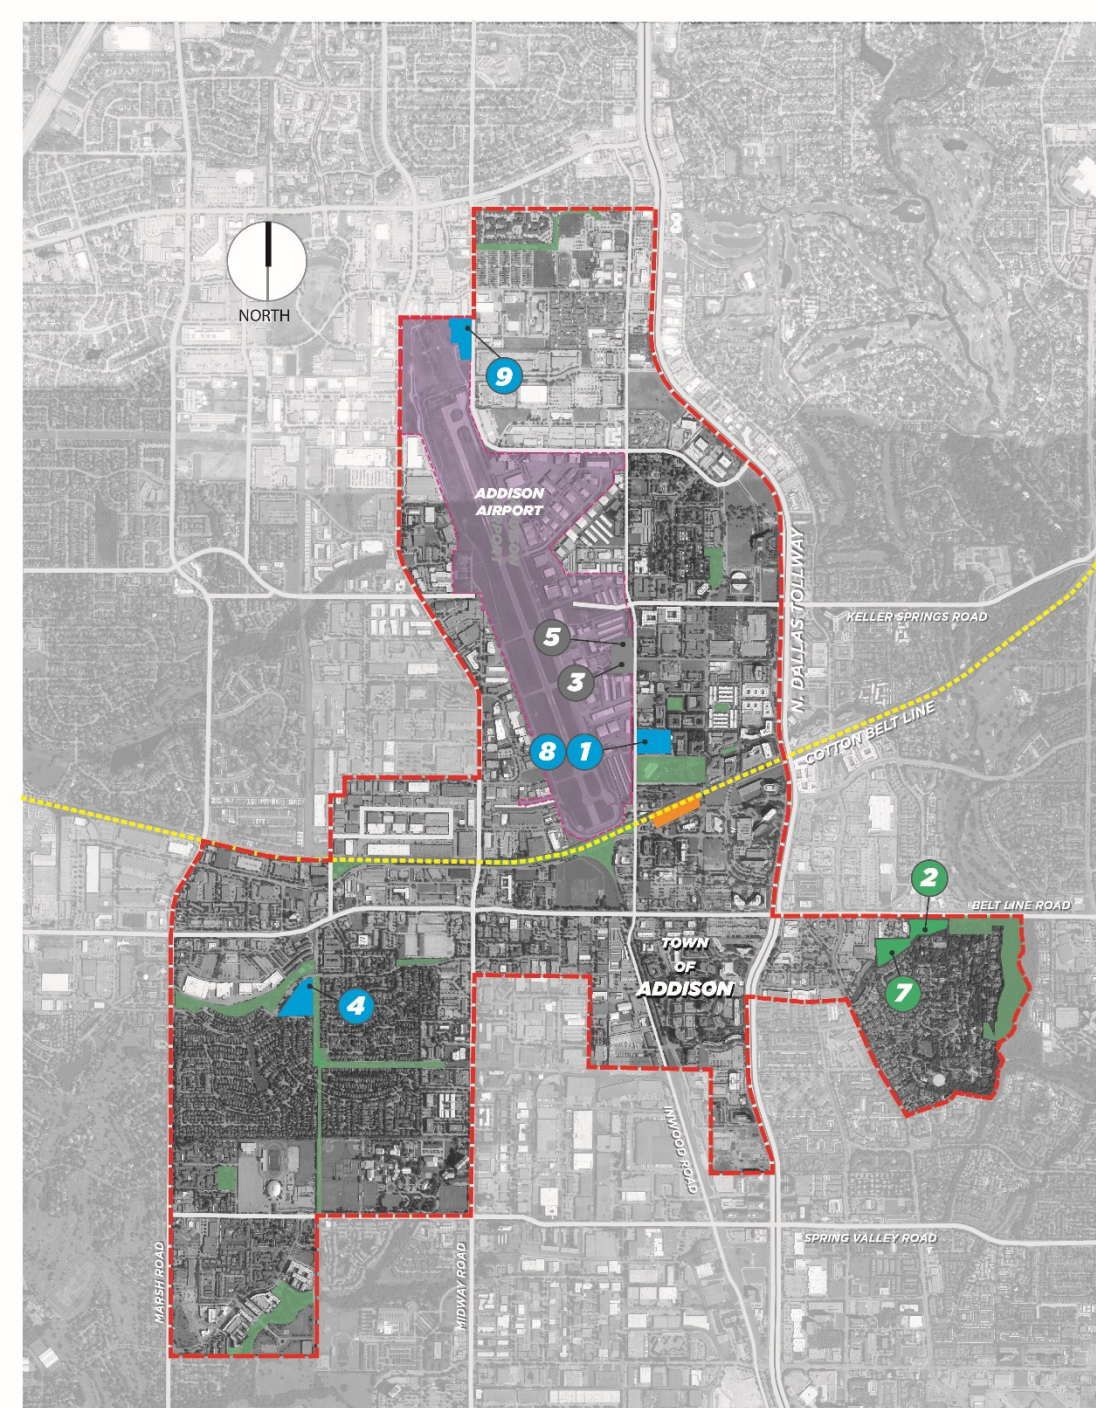 NORTH
9
ADDISON
AIRPORT
N. DALLAS TOLLWAY
KELLER SPRINGS ROAD
5
3
8
1
COTTON BELT LINE
2
BELT LINE ROAD
TOWN
OF
ADDISON
7
4
INWOOD ROAD
SPRING VALLEY ROAD
MARSH ROAD
MIDWAY ROAD